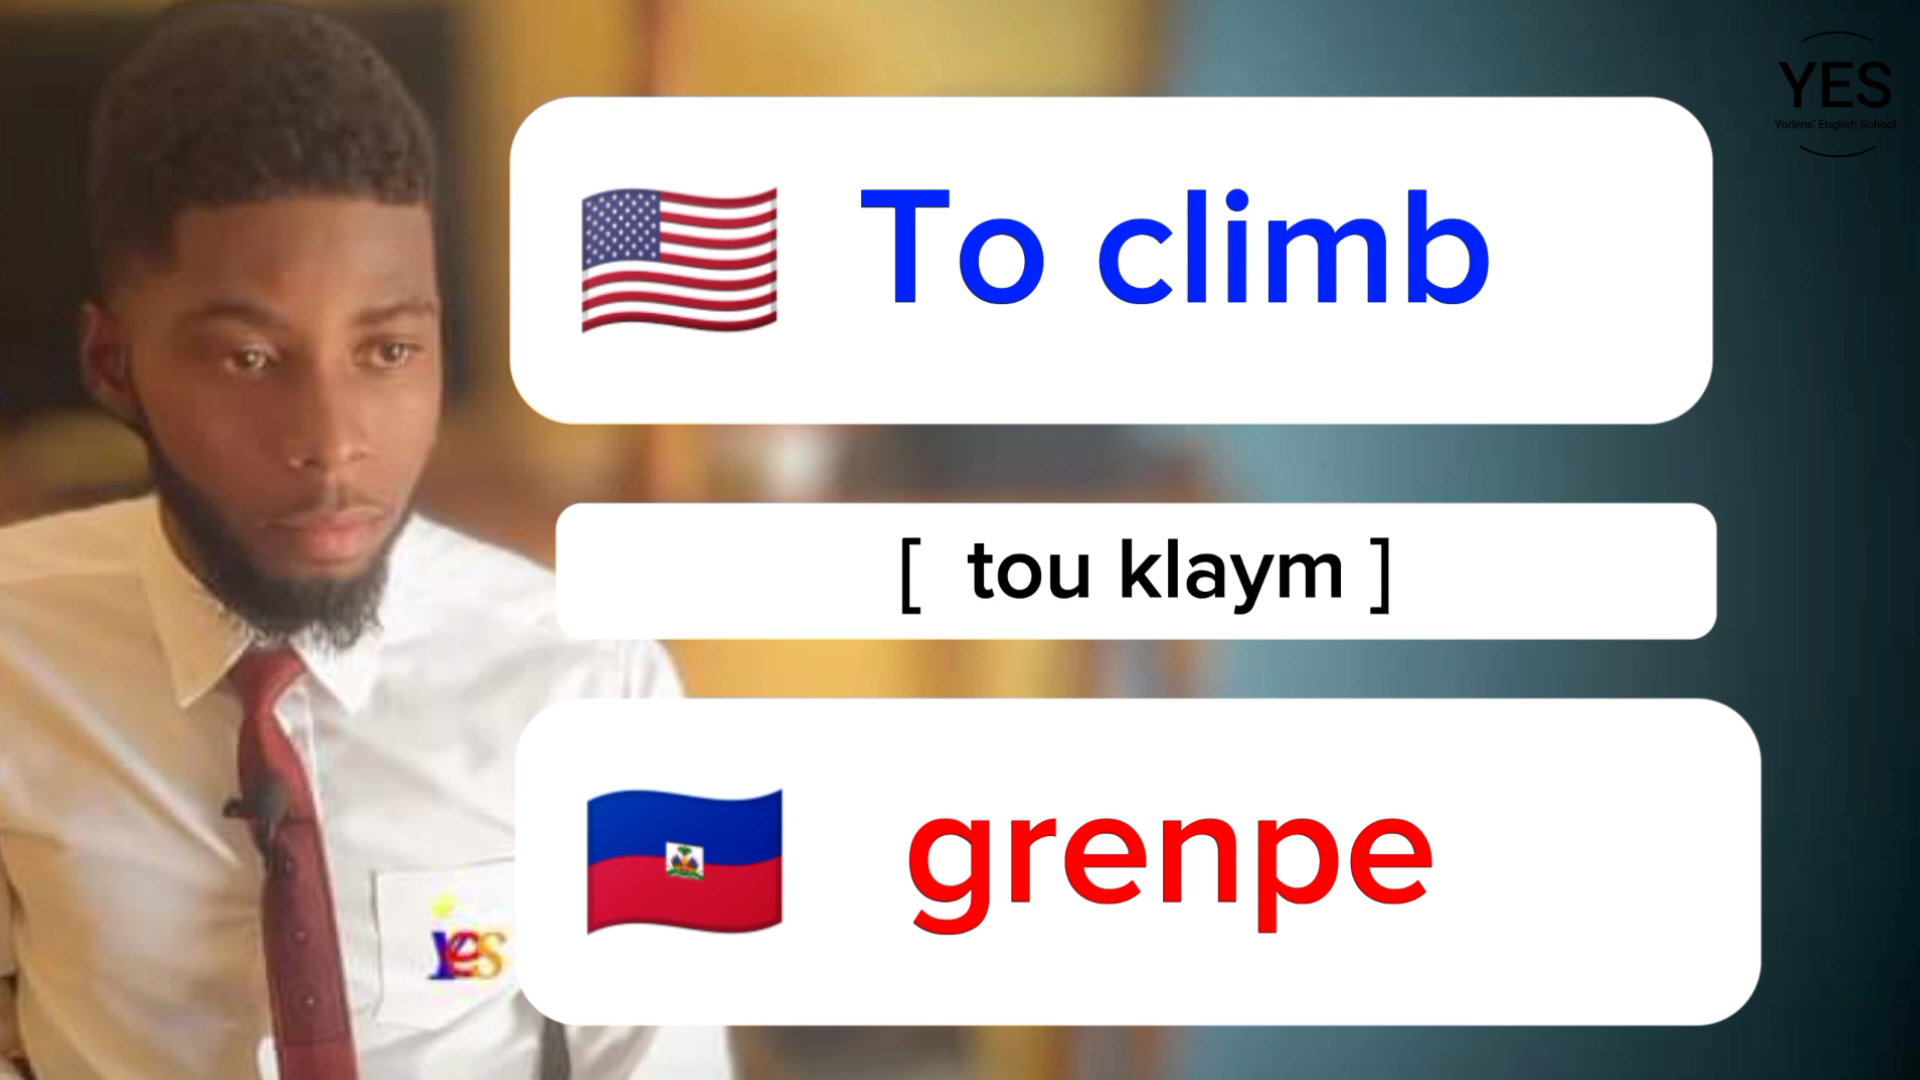 YES
Yorlens' English School
To climb
[ tou klaym ]
grenpe
yes